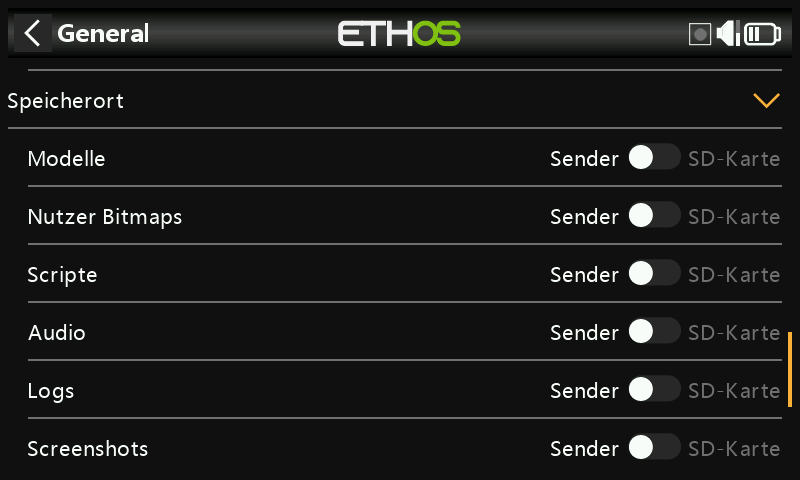 General
ETHOS
Speicherort
Modelle Sender SD-Karte
Nutzer Bitmaps Sender SD-Karte
Scripte Sender SD-Karte
Audio Sender SD-Karte
Logs Sender SD-Karte
Screenshots Sender SD-Karte